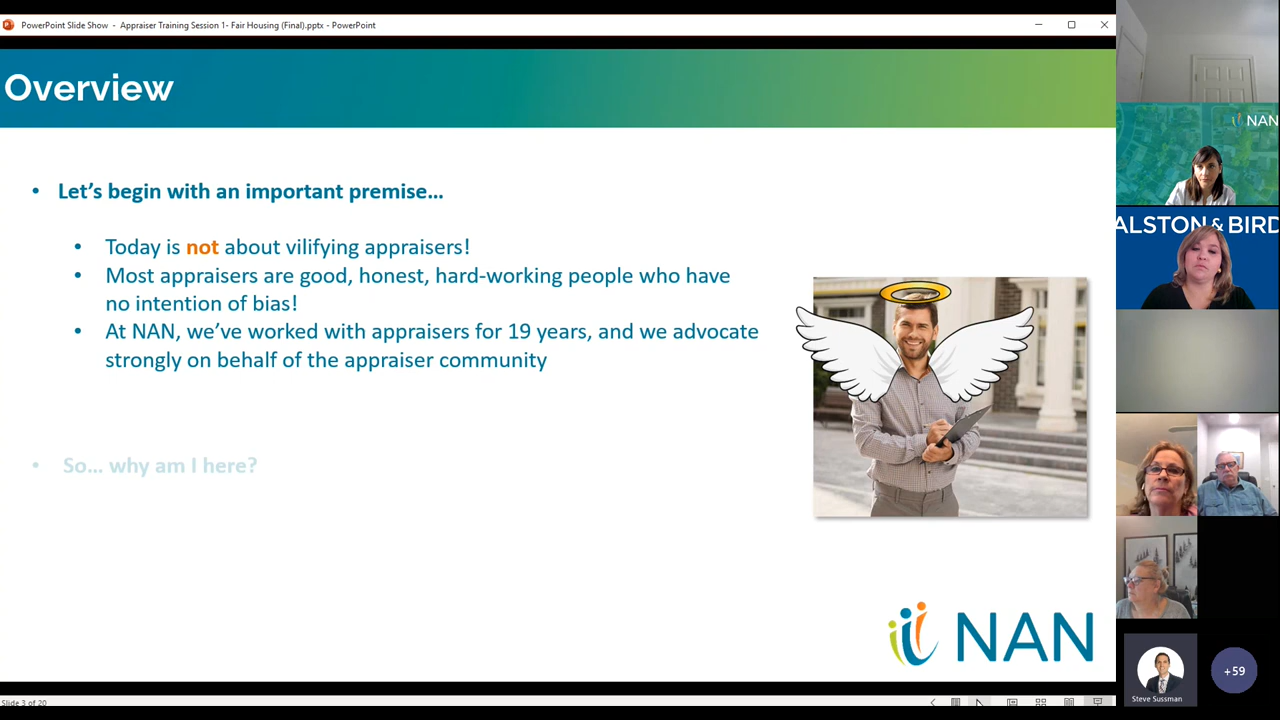 PowerPoint Slide Show - Appraiser Training Session 1- Fair Housing (Final).pptx - PowerPoint
Overview
• Let's begin with an important premise…
• Today is not about vilifying appraisers!
• Most appraisers are good, honest, hard-working people who have
no intention of bias!
• At NAN, we've worked with appraisers for 19 years, and we advocate
strongly on behalf of the appraiser community
• So… why am I here?
NAN
Slide 3 of 20
NAN
ALSTON & BIRD
Steve Sussman
+59